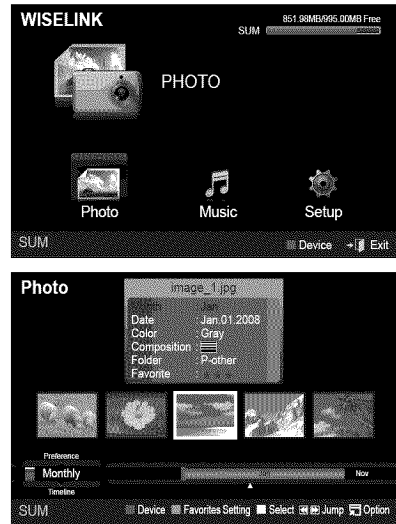 WISELINK
851.98MB/995.00MB Free
SUM
PHOTO
Photo Music Setup
SUM Device Exit
Photo
image_1.jpg
Month : Jan
Date : Jan.01.2008
Color : Gray
Composition :
Folder : P-other
Favorite :
Preference
Monthly
Nov
Timeline
SUM Device Favorites Setting Select Jump Option